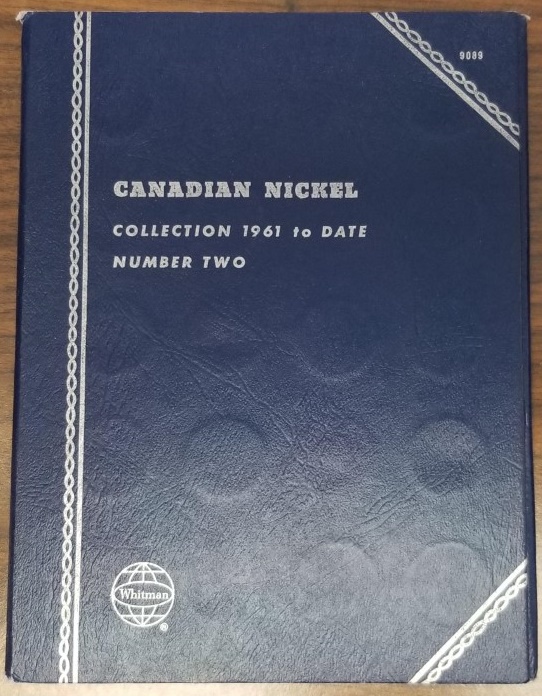 9089
CANADIAN NICKEL
COLLECTION 1961 to DATE
NUMBER TWO
Whitman
®